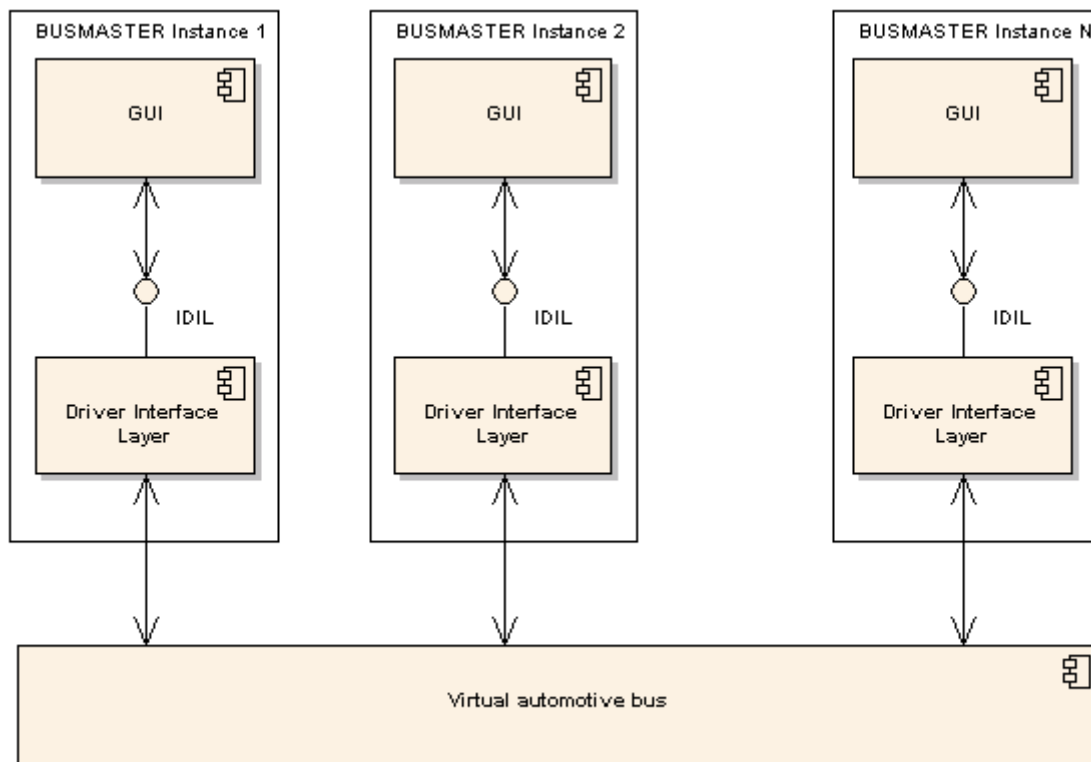 BUSMASTER Instance 1
BUSMASTER Instance 2
BUSMASTER Instance N
GUI
GUI
GUI
IDIL
IDIL
IDIL
Driver Interface
Layer
Driver Interface
Layer
Driver Interface
Layer
Virtual automotive bus